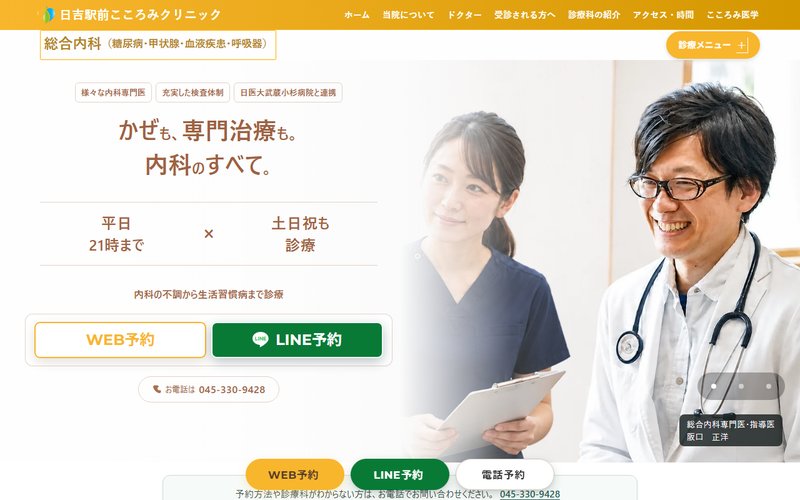 日吉駅前こころみクリニック
ホーム 当院について ドクター 受診される方へ 診療科の紹介 アクセス・時間 こころみ医学
総合内科（糖尿病・甲状腺・血液疾患・呼吸器）
診療メニュー
様々な内科専門医 充実した検査体制 日医大武蔵小杉病院と連携
かぜも、専門治療も。
内科のすべて。
平日
21時まで
×
土日祝も
診療
内科の不調から生活習慣病まで診療
WEB予約
LINE LINE予約
お電話は 045-330-9428
総合内科専門医・指導医
阪口 正洋
WEB予約 LINE予約 電話予約
予約方法や診療科がわからない方は、お電話でお問い合わせください。 045-330-9428